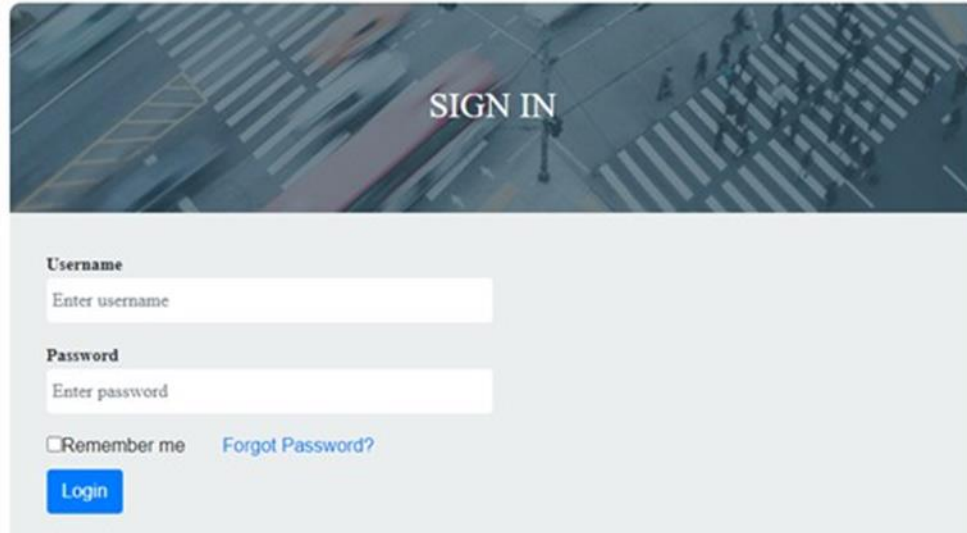 SIGN IN
Username
Enter username
Password
Enter password
Remember me Forgot Password?
Login